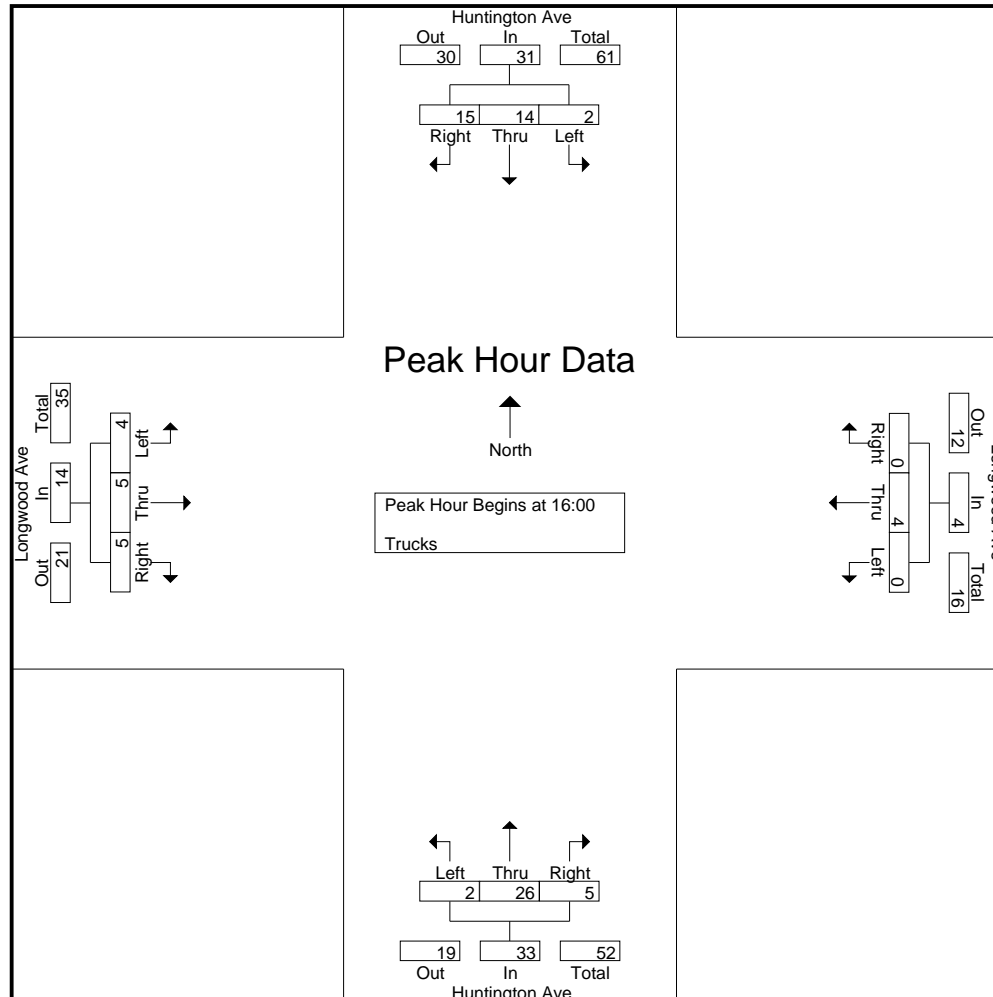 Huntington Ave
Out In Total
30 31 61
15 14 2
Right Thru Left
Peak Hour Data
North
Peak Hour Begins at 16:00
Trucks
Longwood Ave
Total In Out
35 14 21
4 5 5
Left Thru Right
Right Thru Left
0 4 0
12 4 16
Out In Total
Left Thru Right
2 26 5
19 33 52
Out In Total
Huntington Ave